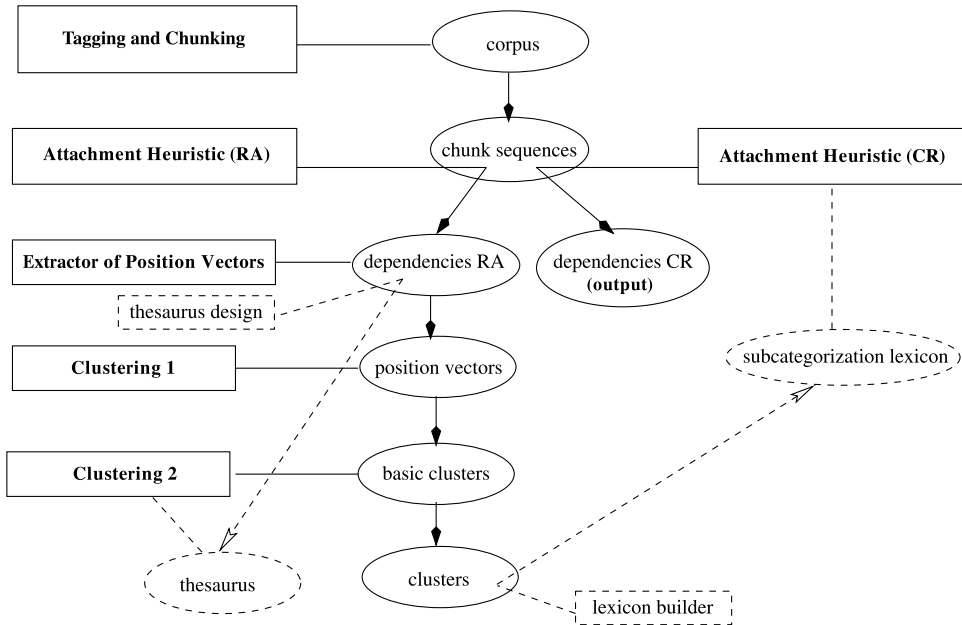 Tagging and Chunking
corpus
Attachment Heuristic (RA)
chunk sequences
Attachment Heuristic (CR)
Extractor of Position Vectors
dependencies RA
dependencies CR
(output)
thesaurus design
Clustering 1
position vectors
subcategorization lexicon
Clustering 2
basic clusters
thesaurus
clusters
lexicon builder